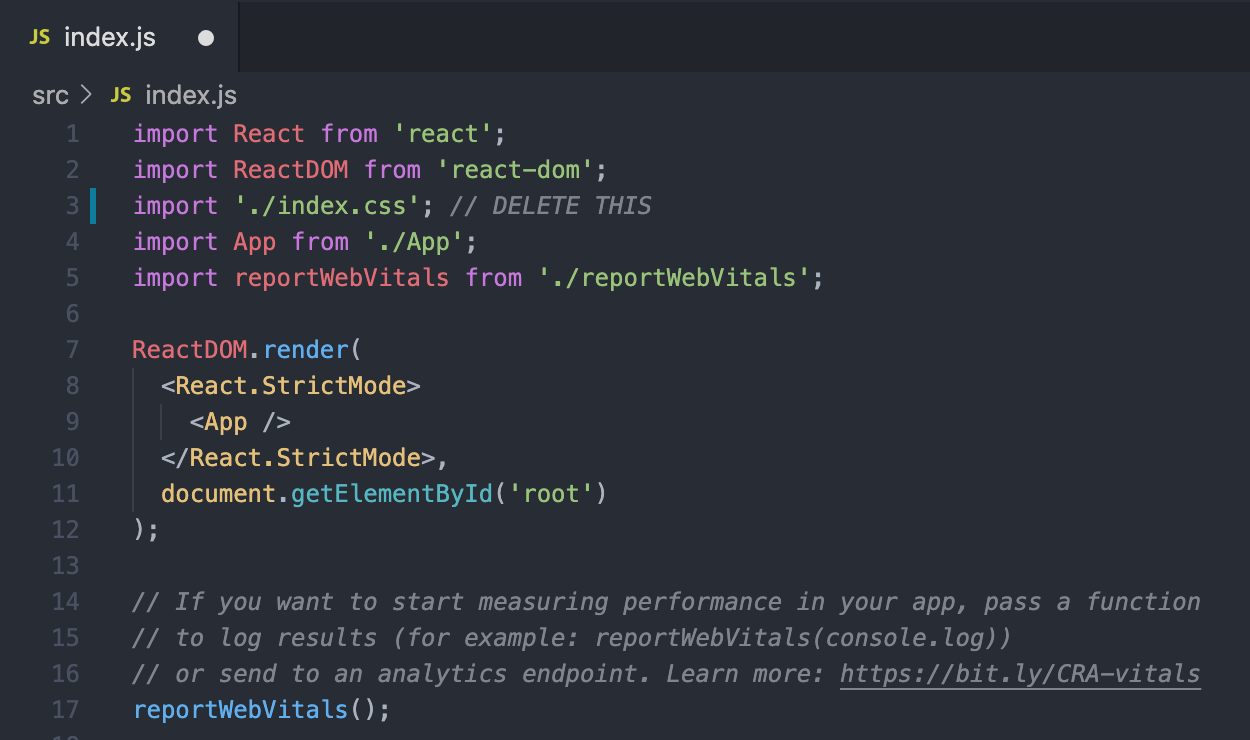 JS index.js
src > JS index.js
1 import React from 'react';
2 import ReactDOM from 'react-dom';
3 import './index.css'; // DELETE THIS
4 import App from './App';
5 import reportWebVitals from './reportWebVitals';
6
7 ReactDOM.render(
8   <React.StrictMode>
9     <App />
10   </React.StrictMode>,
11   document.getElementById('root')
12 );
13
14 // If you want to start measuring performance in your app, pass a function
15 // to log results (for example: reportWebVitals(console.log))
16 // or send to an analytics endpoint. Learn more: https://bit.ly/CRA-vitals
17 reportWebVitals();